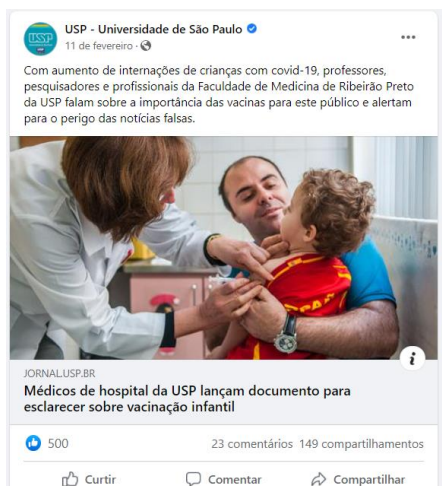 USP
USP - Universidade de São Paulo
11 de fevereiro ·
Com aumento de internações de crianças com covid-19, professores,
pesquisadores e profissionais da Faculdade de Medicina de Ribeirão Preto
da USP falam sobre a importância das vacinas para este público e alertam
para o perigo das notícias falsas.
JORNAL.USP.BR
Médicos de hospital da USP lançam documento para
esclarecer sobre vacinação infantil
500
23 comentários 149 compartilhamentos
Curtir Comentar Compartilhar